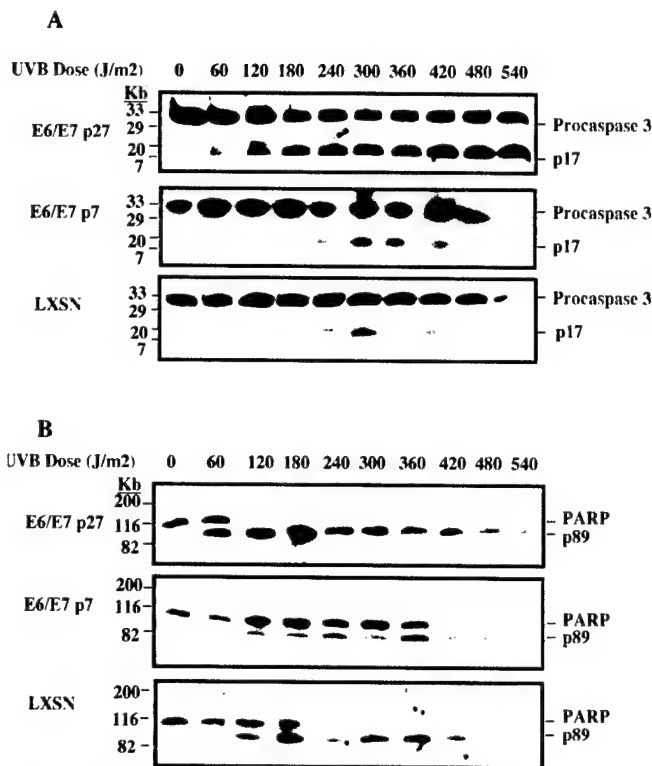 A
UVB Dose (J/m2) 0 60 120 180 240 300 360 420 480 540
Kb
33
29
20
7
E6/E7 p27
Procaspase 3
p17
33
29
20
7
E6/E7 p7
Procaspase 3
p17
33
29
20
7
LXSN
Procaspase 3
p17
B
UVB Dose (J/m2) 0 60 120 180 240 300 360 420 480 540
Kb
200
116
82
E6/E7 p27
PARP
p89
200
116
82
E6/E7 p7
PARP
p89
200
116
82
LXSN
PARP
p89